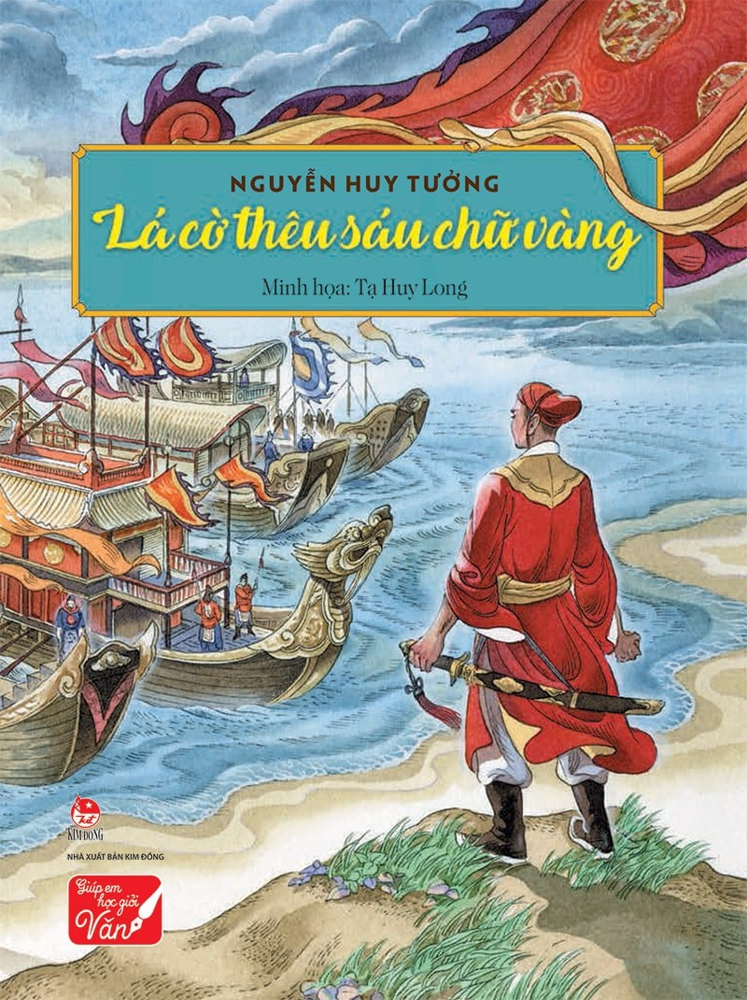 NGUYỄN HUY TƯỞNG
Lá cờ thêu sáu chữ vàng
Minh họa: Tạ Huy Long
KIM ĐỒNG
NHÀ XUẤT BẢN KIM ĐỒNG
Giúp em
học giỏi
Văn